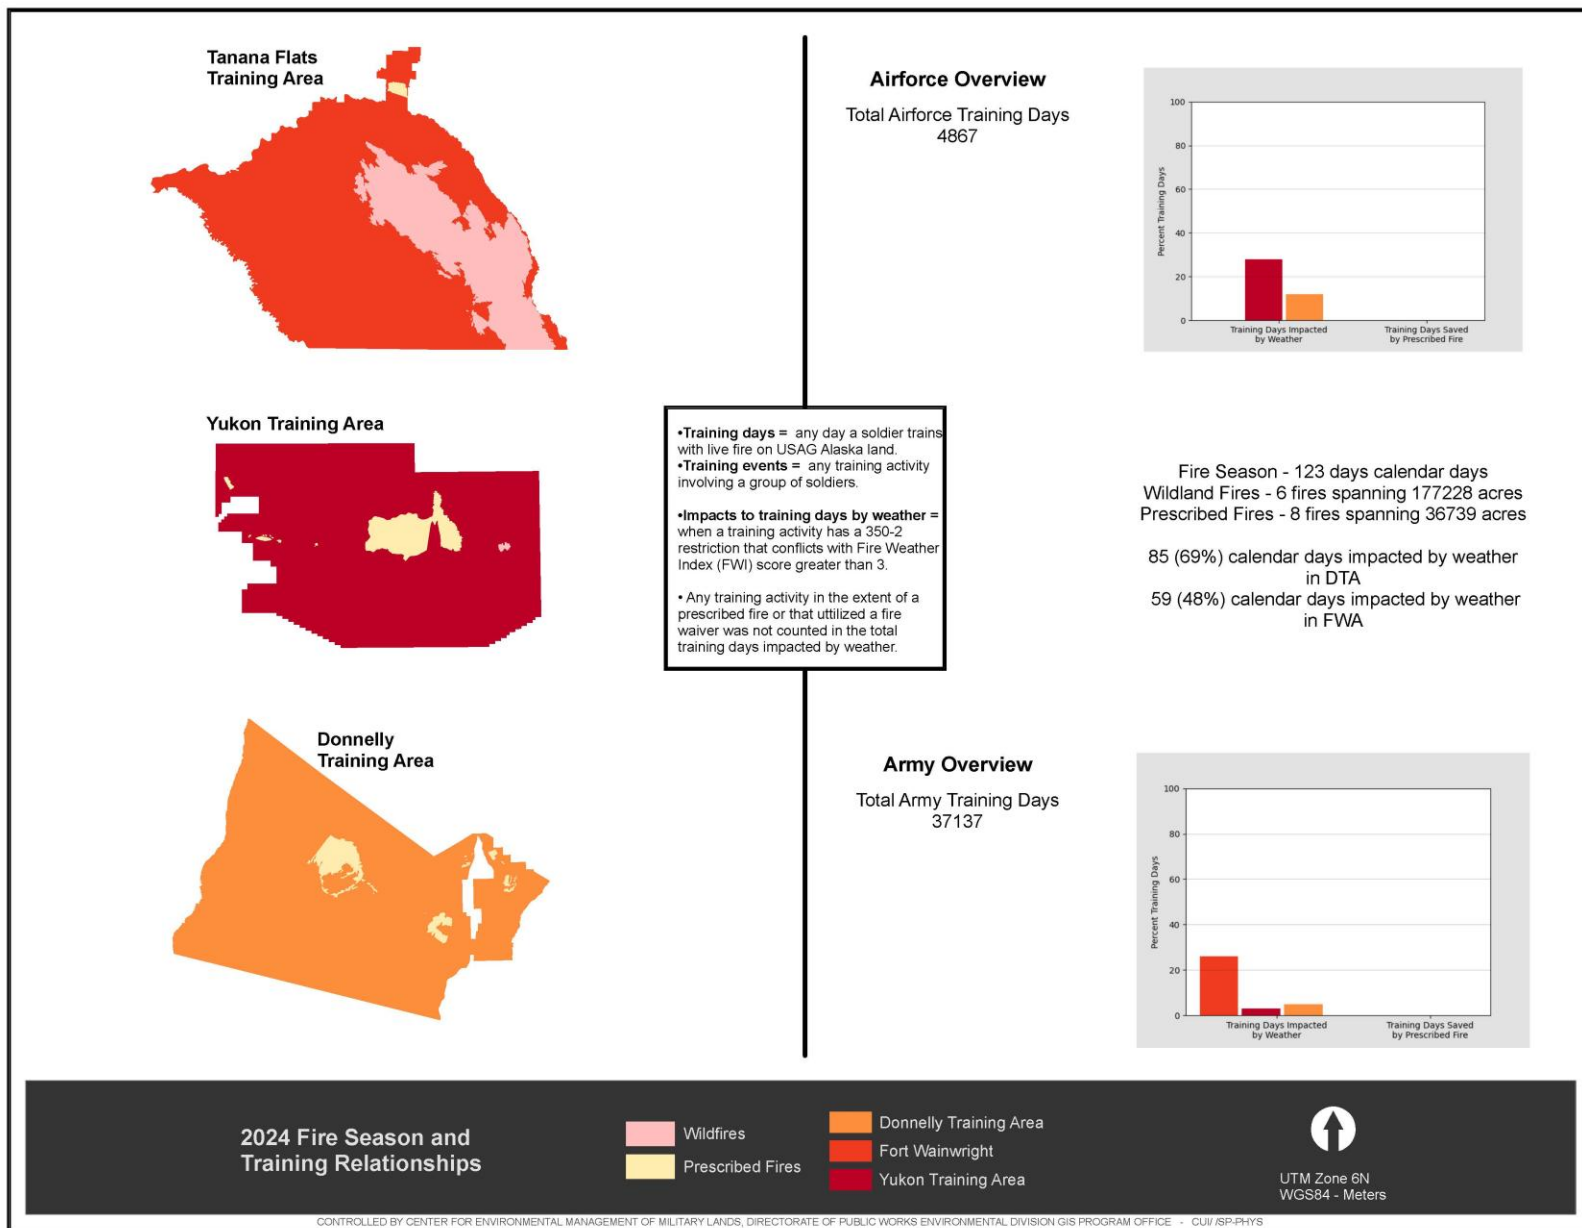 Tanana Flats
Training Area
Airforce Overview
Total Airforce Training Days
4867
100
80
60
40
20
0
Percent Training Days
Training Days Impacted
by Weather
Training Days Saved
by Prescribed Fire
Yukon Training Area
•Training days = any day a soldier trains
with live fire on USAG Alaska land.
•Training events = any training activity
involving a group of soldiers.
•Impacts to training days by weather =
when a training activity has a 350-2
restriction that conflicts with Fire Weather
Index (FWI) score greater than 3.
• Any training activity in the extent of a
prescribed fire or that uttilized a fire
waiver was not counted in the total
training days impacted by weather.
Fire Season - 123 days calendar days
Wildland Fires - 6 fires spanning 177228 acres
Prescribed Fires - 8 fires spanning 36739 acres
85 (69%) calendar days impacted by weather
in DTA
59 (48%) calendar days impacted by weather
in FWA
Donnelly
Training Area
Army Overview
Total Army Training Days
37137
100
80
60
40
20
0
Percent Training Days
Training Days Impacted
by Weather
Training Days Saved
by Prescribed Fire
2024 Fire Season and
Training Relationships
Wildfires
Prescribed Fires
Donnelly Training Area
Fort Wainwright
Yukon Training Area
UTM Zone 6N
WGS84 - Meters
CONTROLLED BY CENTER FOR ENVIRONMENTAL MANAGEMENT OF MILITARY LANDS, DIRECTORATE OF PUBLIC WORKS ENVIRONMENTAL DIVISION GIS PROGRAM OFFICE - CUI/ /SP-PHYS